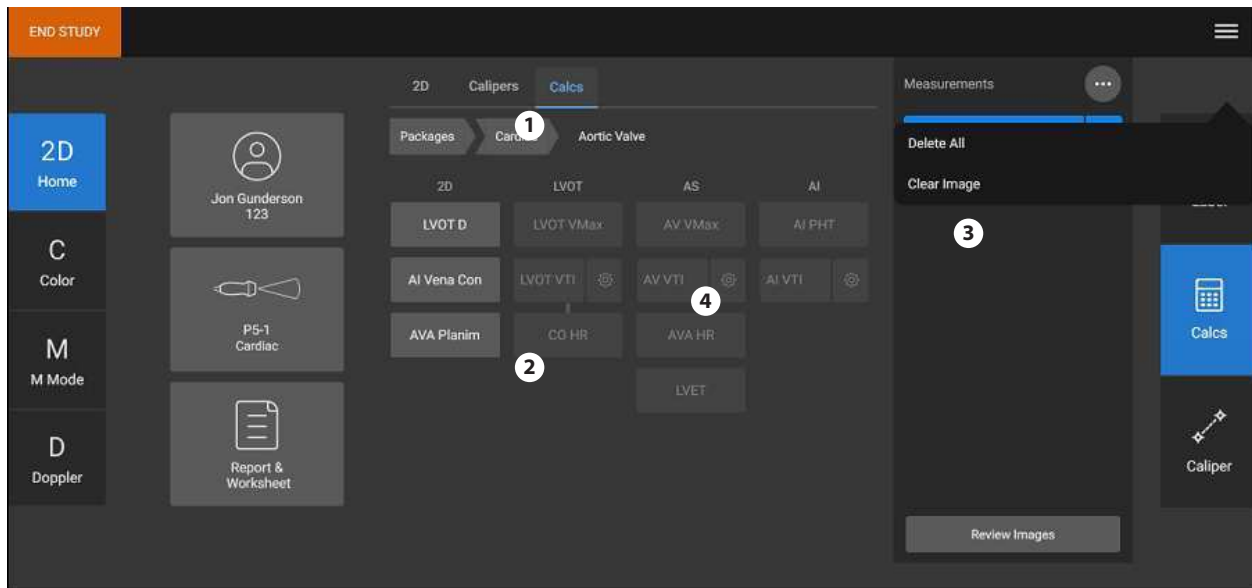 END STUDY
2D Calipers Calcs
Measurements
1
Packages Cardiac Aortic Valve
Delete All
Clear Image
2D
Home
Jon Gunderson
123
2D LVOT AS AI
LVOT D LVOT VMax AV VMax AI PHT
3
C
Color
AI Vena Con LVOT VTI AV VTI AI VTI
4
P5-1
Cardiac
AVA Planim CO HR AVA HR
2
LVET
M
M Mode
Calcs
D
Doppler
Report &
Worksheet
Caliper
Review Images